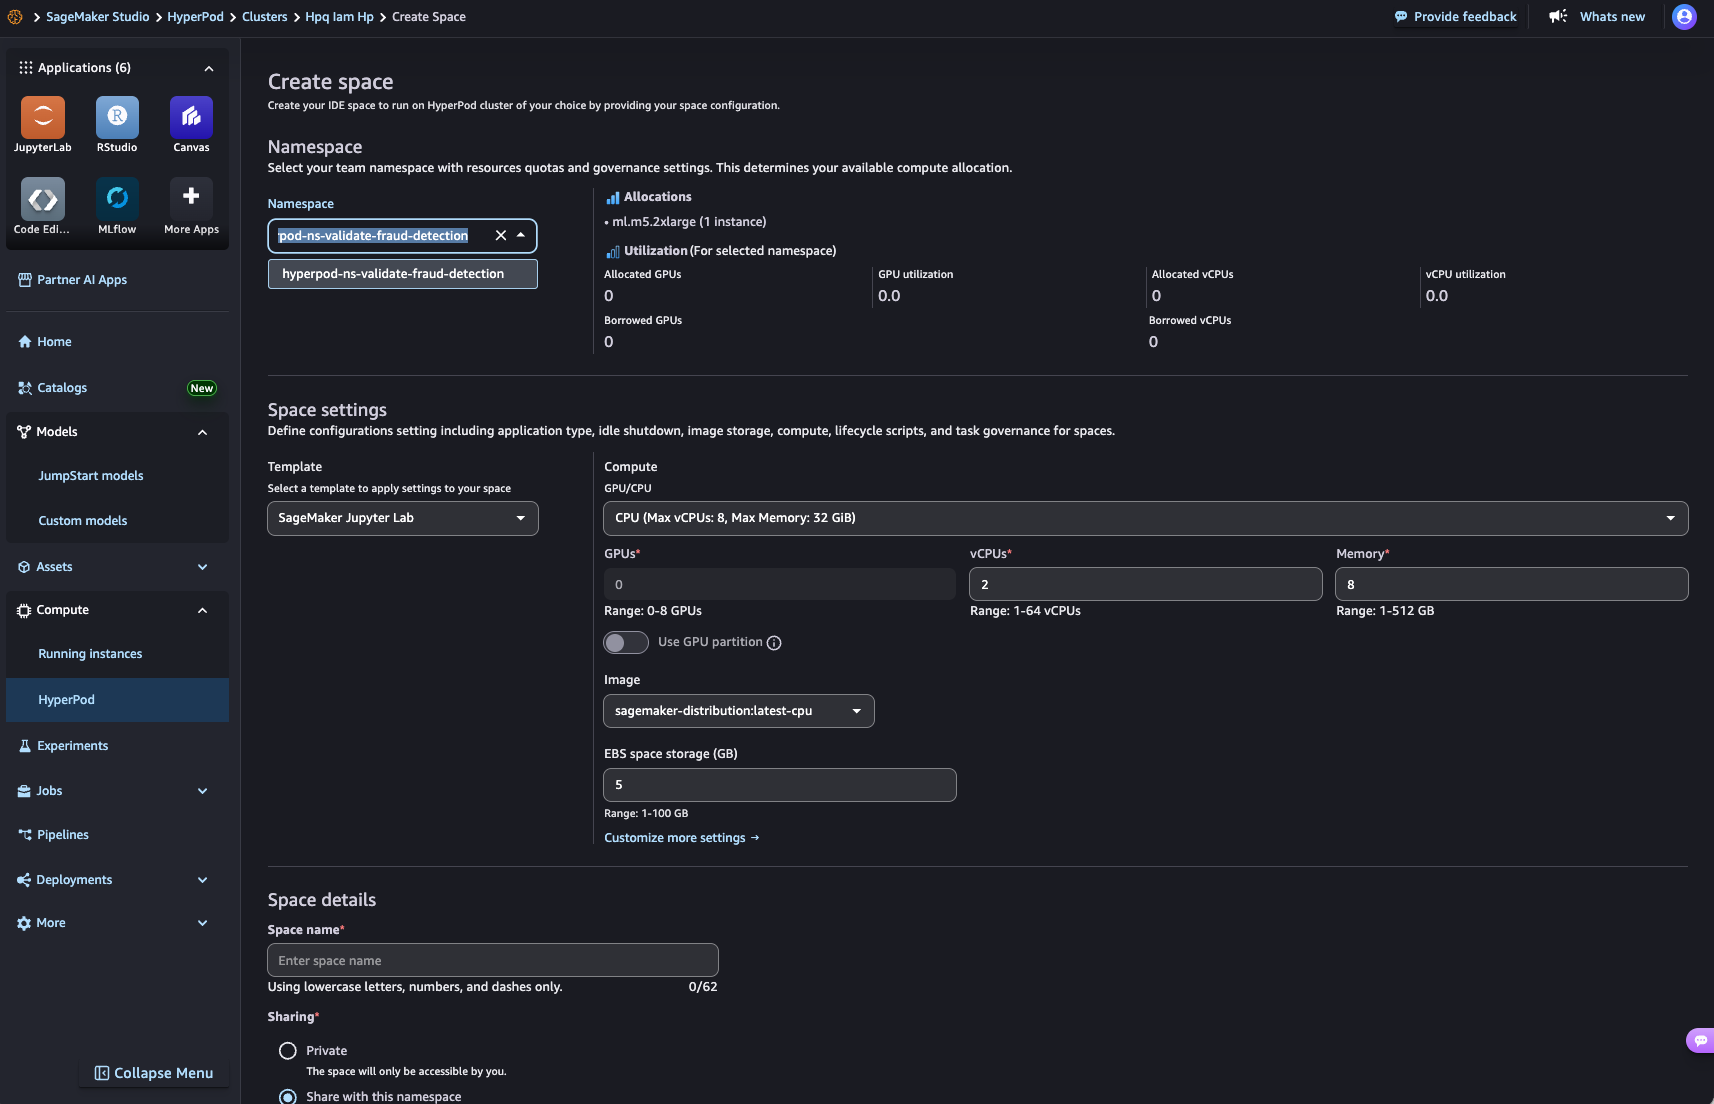 SageMaker Studio > HyperPod > Clusters > Hpq Iam Hp > Create Space
Provide feedback
Whats new
Applications (6)
JupyterLab
RStudio
Canvas
Code Edi...
MLflow
More Apps
Partner AI Apps
Home
Catalogs
New
Models
JumpStart models
Custom models
Assets
Compute
Running instances
HyperPod
Experiments
Jobs
Pipelines
Deployments
More
Collapse Menu
Create space
Create your IDE space to run on HyperPod cluster of your choice by providing your space configuration.
Namespace
Select your team namespace with resources quotas and governance settings. This determines your available compute allocation.
Namespace
pod-ns-validate-fraud-detection
hyperpod-ns-validate-fraud-detection
Allocations
• ml.m5.2xlarge (1 instance)
Utilization (For selected namespace)
Allocated GPUs
0
GPU utilization
0.0
Allocated vCPUs
0
vCPU utilization
0.0
Borrowed GPUs
0
Borrowed vCPUs
0
Space settings
Define configurations setting including application type, idle shutdown, image storage, compute, lifecycle scripts, and task governance for spaces.
Template
Select a template to apply settings to your space
SageMaker Jupyter Lab
Compute
GPU/CPU
CPU (Max vCPUs: 8, Max Memory: 32 GiB)
GPUs*
0
Range: 0-8 GPUs
vCPUs*
2
Range: 1-64 vCPUs
Memory*
8
Range: 1-512 GB
Use GPU partition
Image
sagemaker-distribution:latest-cpu
EBS space storage (GB)
5
Range: 1-100 GB
Customize more settings →
Space details
Space name*
Enter space name
Using lowercase letters, numbers, and dashes only.
0/62
Sharing*
Private
The space will only be accessible by you.
Share with this namespace